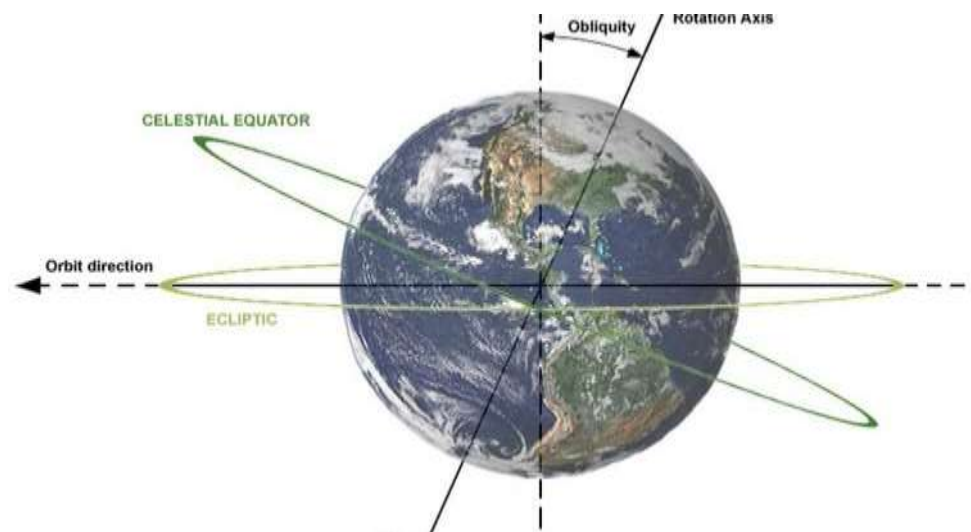 Rotation Axis
Obliquity
CELESTIAL EQUATOR
Orbit direction
ECLIPTIC